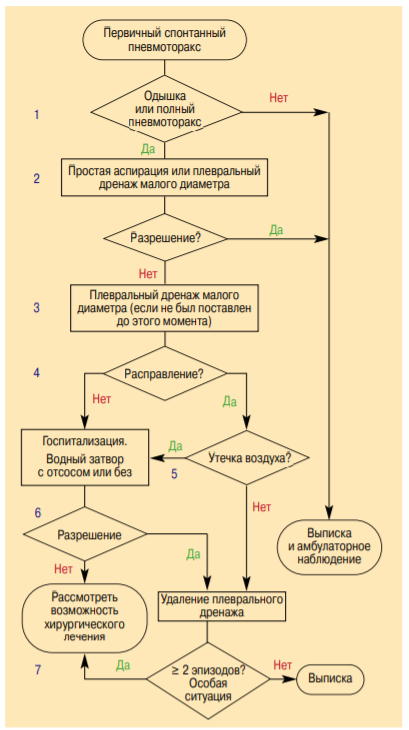 Первичный спонтанный
пневмоторакс
Одышка
или полный
пневмоторакс
Нет
1
Да
2
Простая аспирация или плевральный
дренаж малого диаметра
Разрешение?
Да
Нет
3
Плевральный дренаж малого
диаметра (если не был поставлен
до этого момента)
4
Расправление?
Нет
Да
Госпитализация.
Водный затвор
с отсосом или без
Да
5
Утечка воздуха?
Нет
6
Разрешение
Да
Нет
Выписка
и амбулаторное
наблюдение
Рассмотреть
возможность
хирургического
лечения
Удаление плеврального
дренажа
7
Да
≥ 2 эпизодов?
Особая
ситуация
Нет
Выписка